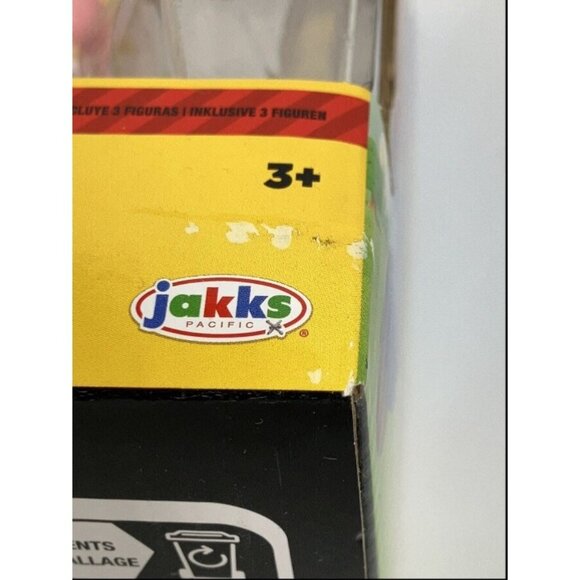 CLUYE 3 FIGURAS | INKLUSIVE 3 FIGUREN
3+
jakks
PACIFIC
®
ENTS
ALLAGE